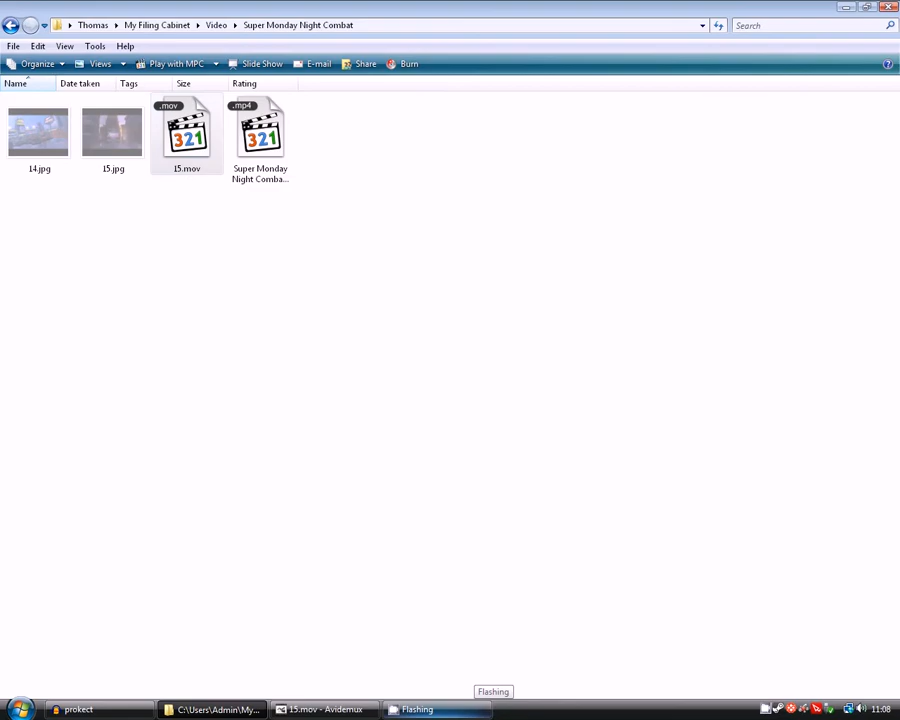 Thomas My Filing Cabinet Video Super Monday Night Combat Search
File Edit View Tools Help
Organize Views Play with MPC Slide Show E-mail Share Burn ?
Name Date taken Tags Size Rating
.mov .mp4
321 321
14.jpg 15.jpg 15.mov Super Monday
Night Comba...
Flashing
prokect C:\Users\Admin\My... 15.mov - Avidemux Flashing 11:08